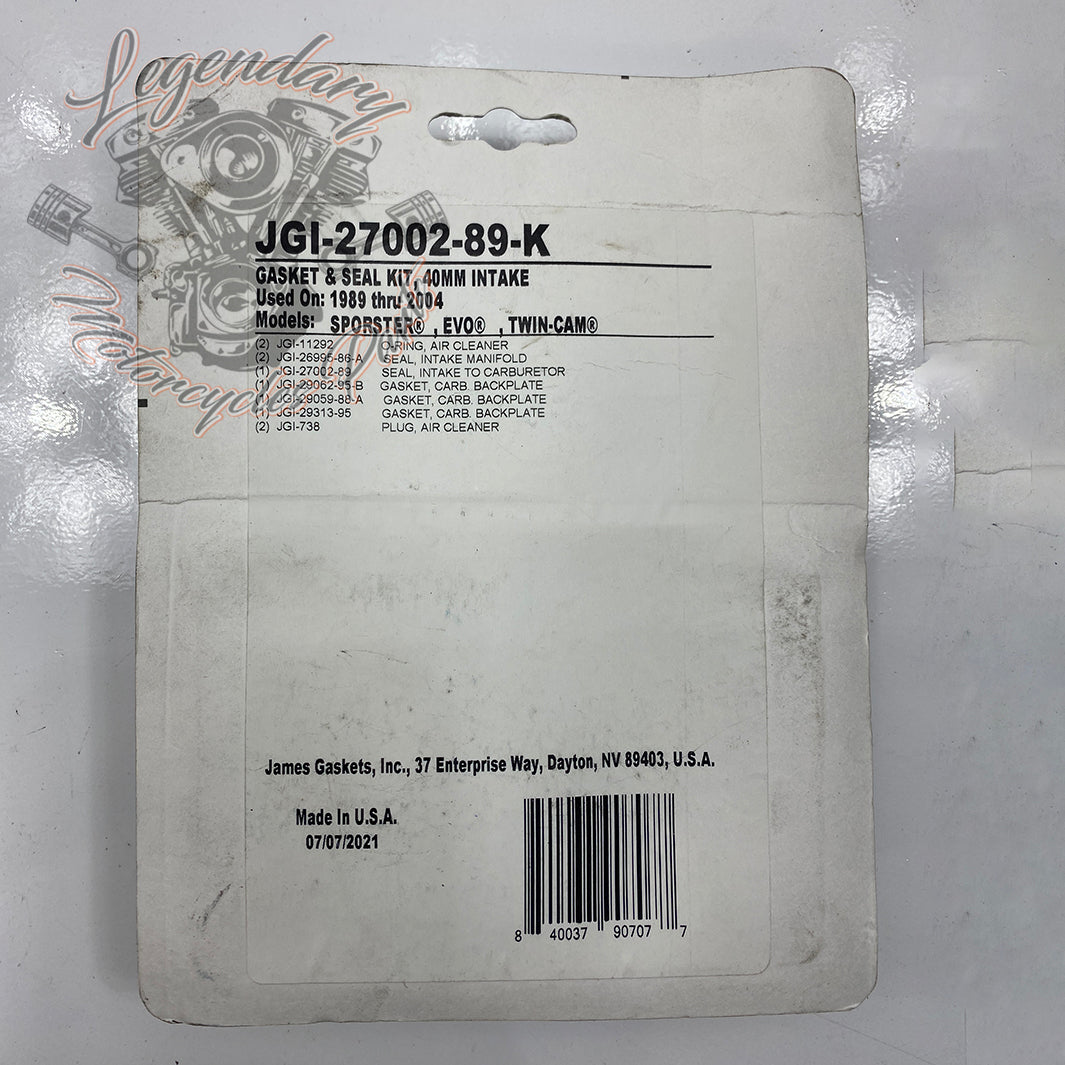 Legendary
Motorcycle Parts
JGI-27002-89-K
GASKET & SEAL KIT, 40MM INTAKE
Used On: 1989 thru 2004
Models: SPORSTER® , EVO® , TWIN-CAM®
(2) JGI-11292 O-RING, AIR CLEANER
(2) JGI-26995-86-A SEAL, INTAKE MANIFOLD
(1) JGI-27002-89 SEAL, INTAKE TO CARBURETOR
(1) JGI-29062-95-B GASKET, CARB. BACKPLATE
(1) JGI-29059-88-A GASKET, CARB. BACKPLATE
(1) JGI-29313-95 GASKET, CARB. BACKPLATE
(2) JGI-738 PLUG, AIR CLEANER
James Gaskets, Inc., 37 Enterprise Way, Dayton, NV 89403, U.S.A.
Made In U.S.A.
07/07/2021
8 40037 90707 7